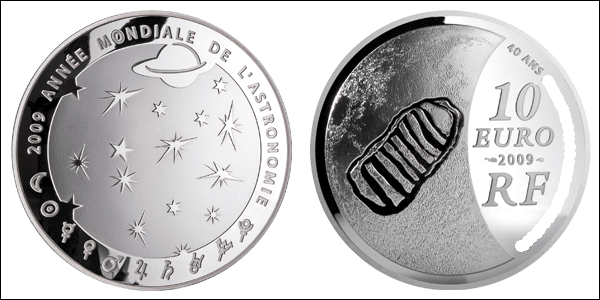 2009 ANNÉE MONDIALE DE L'ASTRONOMIE
40 ANS
10
EURO
~2009~
RF